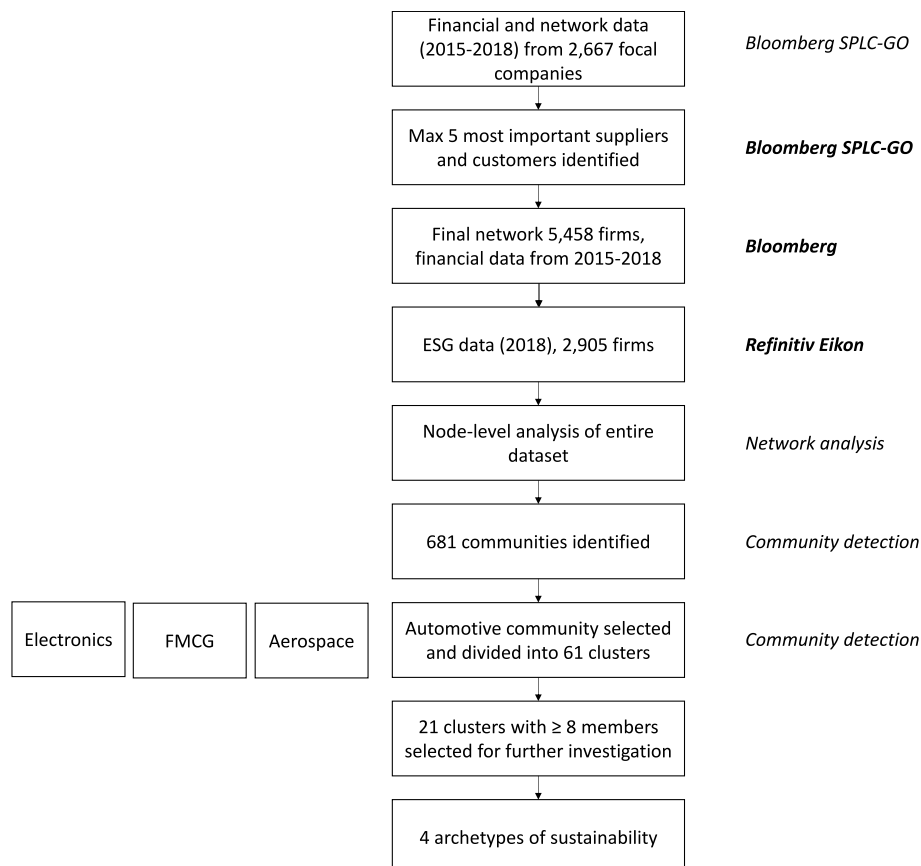 Financial and network data
(2015-2018) from 2,667 focal
companies
Bloomberg SPLC-GO
Max 5 most important suppliers
and customers identified
Bloomberg SPLC-GO
Final network 5,458 firms,
financial data from 2015-2018
Bloomberg
ESG data (2018), 2,905 firms
Refinitiv Eikon
Node-level analysis of entire
dataset
Network analysis
681 communities identified
Community detection
Electronics
FMCG
Aerospace
Automotive community selected
and divided into 61 clusters
Community detection
21 clusters with ≥ 8 members
selected for further investigation
4 archetypes of sustainability